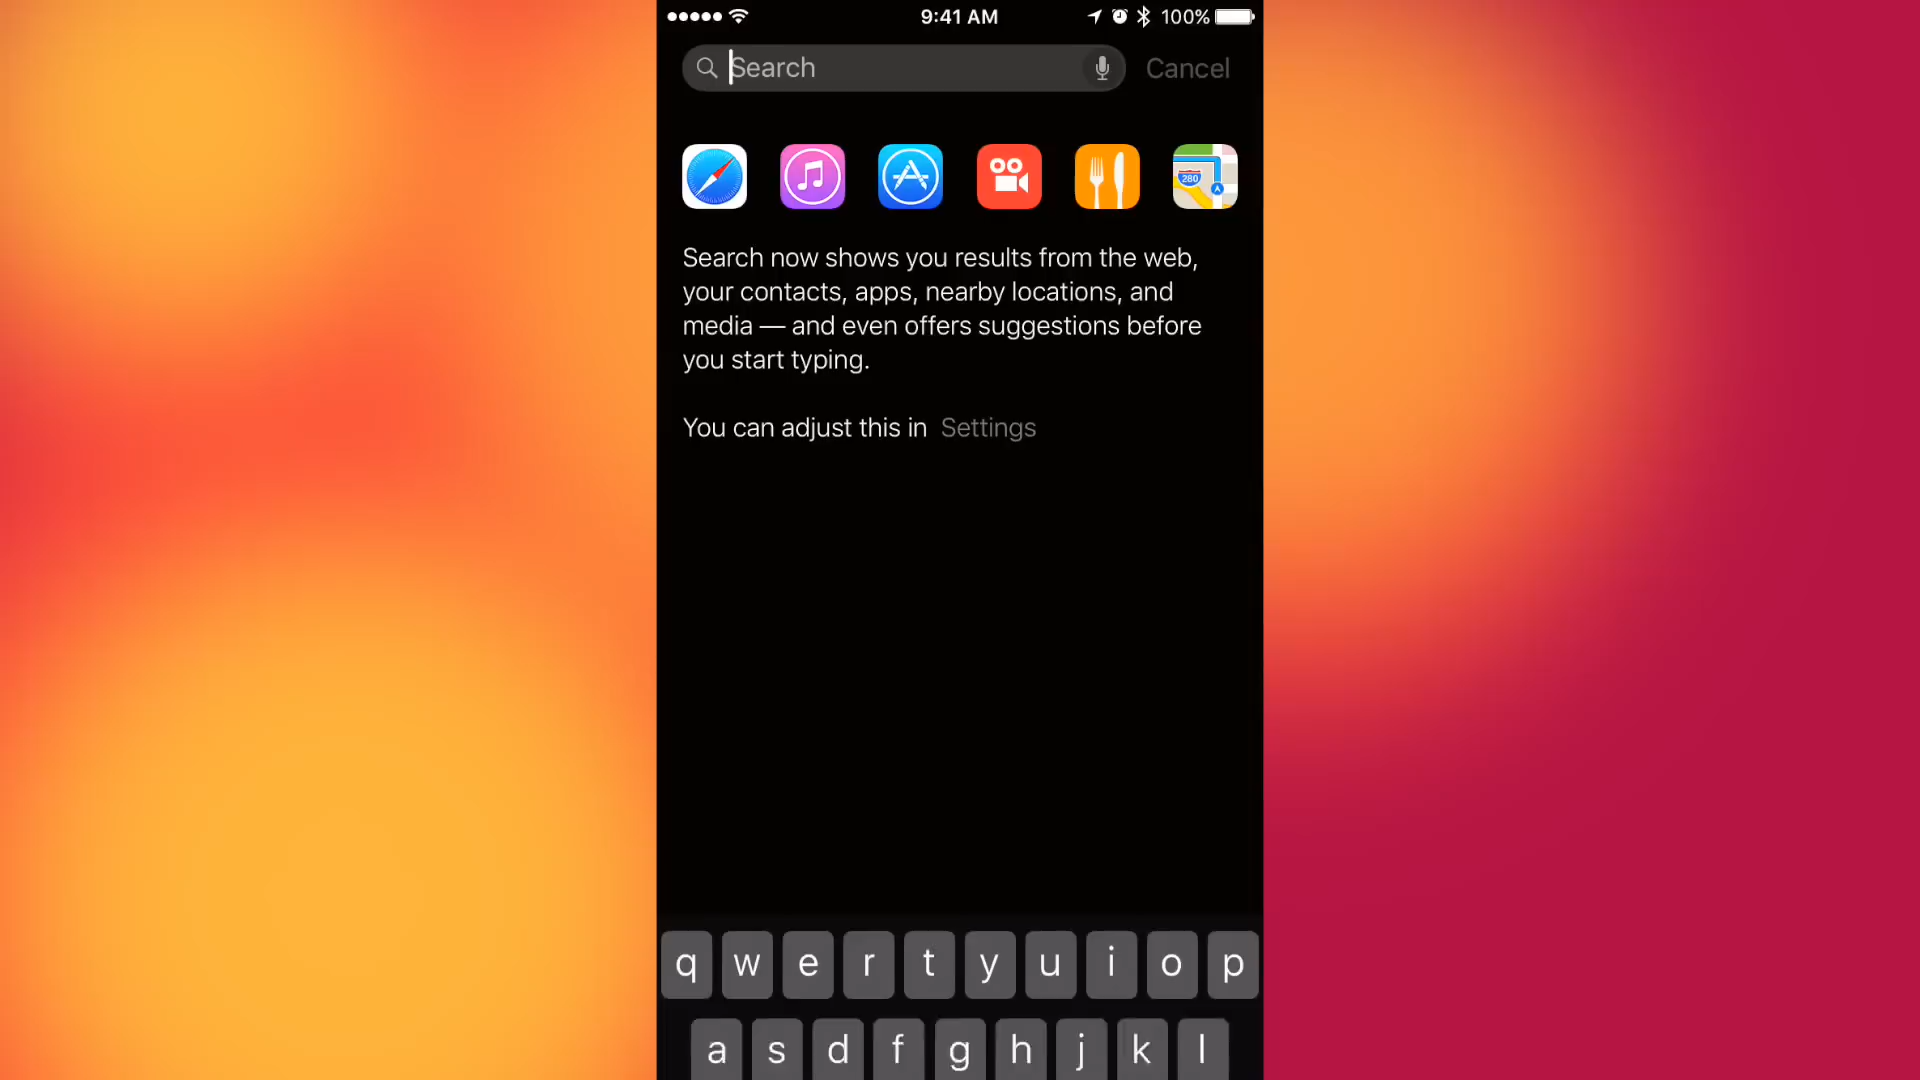 9:41 AM 100%
Search Cancel
280
Search now shows you results from the web,
your contacts, apps, nearby locations, and
media — and even offers suggestions before
you start typing.
You can adjust this in Settings
q w e r t y u i o p
a s d f g h j k l